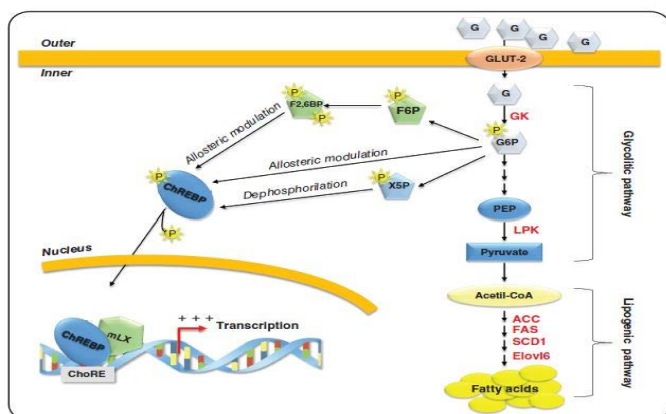 G
G
G
G
Outer
GLUT-2
Inner
G
GK
P
F2,6BP
P
P
F6P
P
G6P
Allosteric modulation
Allosteric modulation
Dephosphorilation
P
X5P
P
ChREBP
P
PEP
LPK
Pyruvate
Glycolitic pathway
Nucleus
Acetil-CoA
ACC
FAS
SCD1
Elovl6
Fatty acids
Lipogenic pathway
ChREBP
mLX
ChoRE
+ + +
Transcription